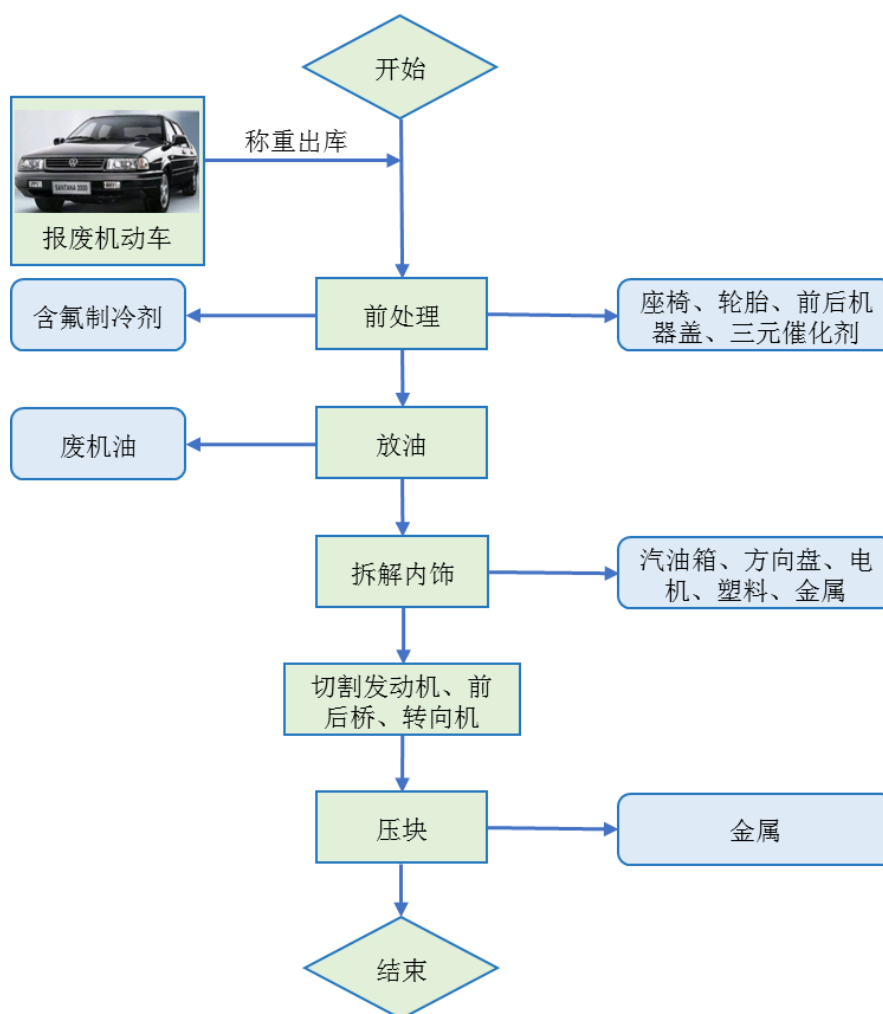 开始
称重出库
SANTANA 3000
报废机动车
含氟制冷剂
前处理
座椅、轮胎、前后机
器盖、三元催化剂
废机油
放油
拆解内饰
汽油箱、方向盘、电
机、塑料、金属
切割发动机、前
后桥、转向机
压块
金属
结束